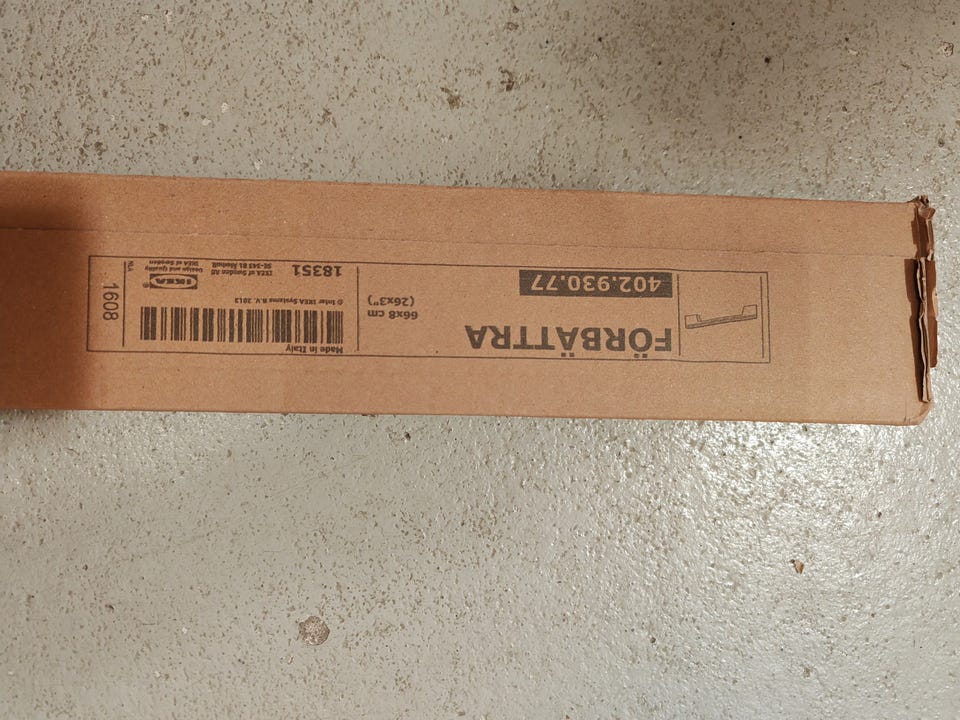 FÖRBÄTTRA
402.930.77
66x8 cm
(26x3")
Made in Italy
© Inter IKEA Systems B.V. 2013
18351
IKEA of Sweden AB
SE-343 81 Älmhult
IKEA®
Design and Quality
IKEA of Sweden
N.A
1608